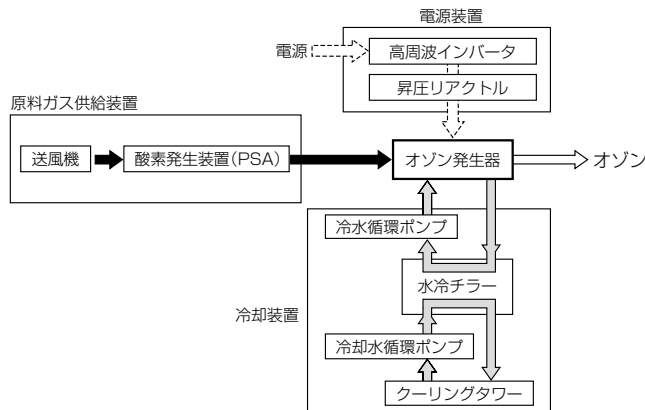 電源装置
電源
高周波インバータ
昇圧リアクトル
原料ガス供給装置
送風機
酸素発生装置(PSA)
オゾン発生器
オゾン
冷水循環ポンプ
水冷チラー
冷却装置
冷却水循環ポンプ
クーリングタワー